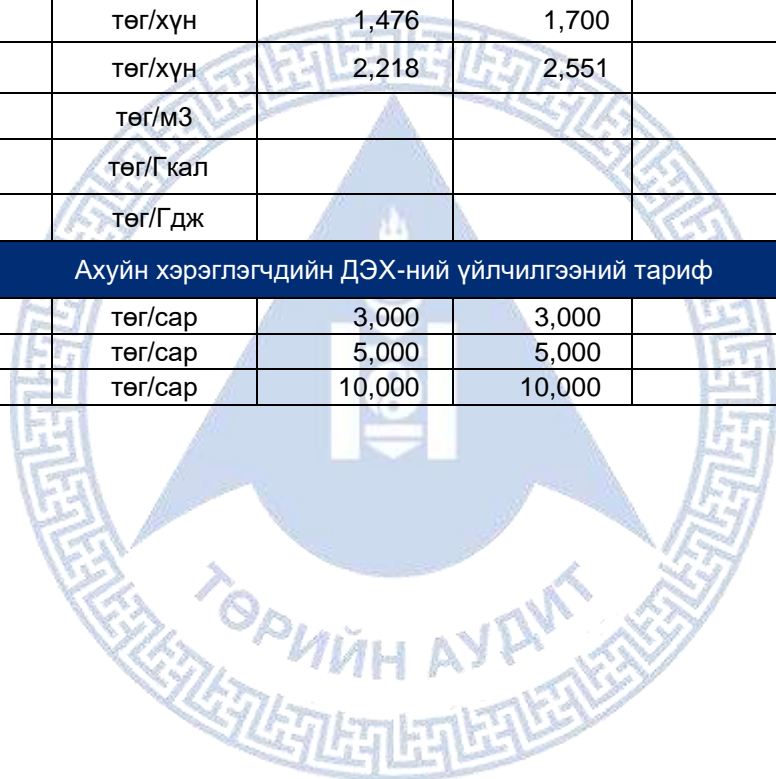 төг/хүн 1,476 1,700
төг/хүн 2,218 2,551
төг/м3
төг/Гкал
төг/Гдж
Ахуйн хэрэглэгчдийн ДЭХ-ний үйлчилгээний тариф
төг/сар 3,000 3,000
төг/сар 5,000 5,000
төг/сар 10,000 10,000
ТӨРИЙН АУДИТ